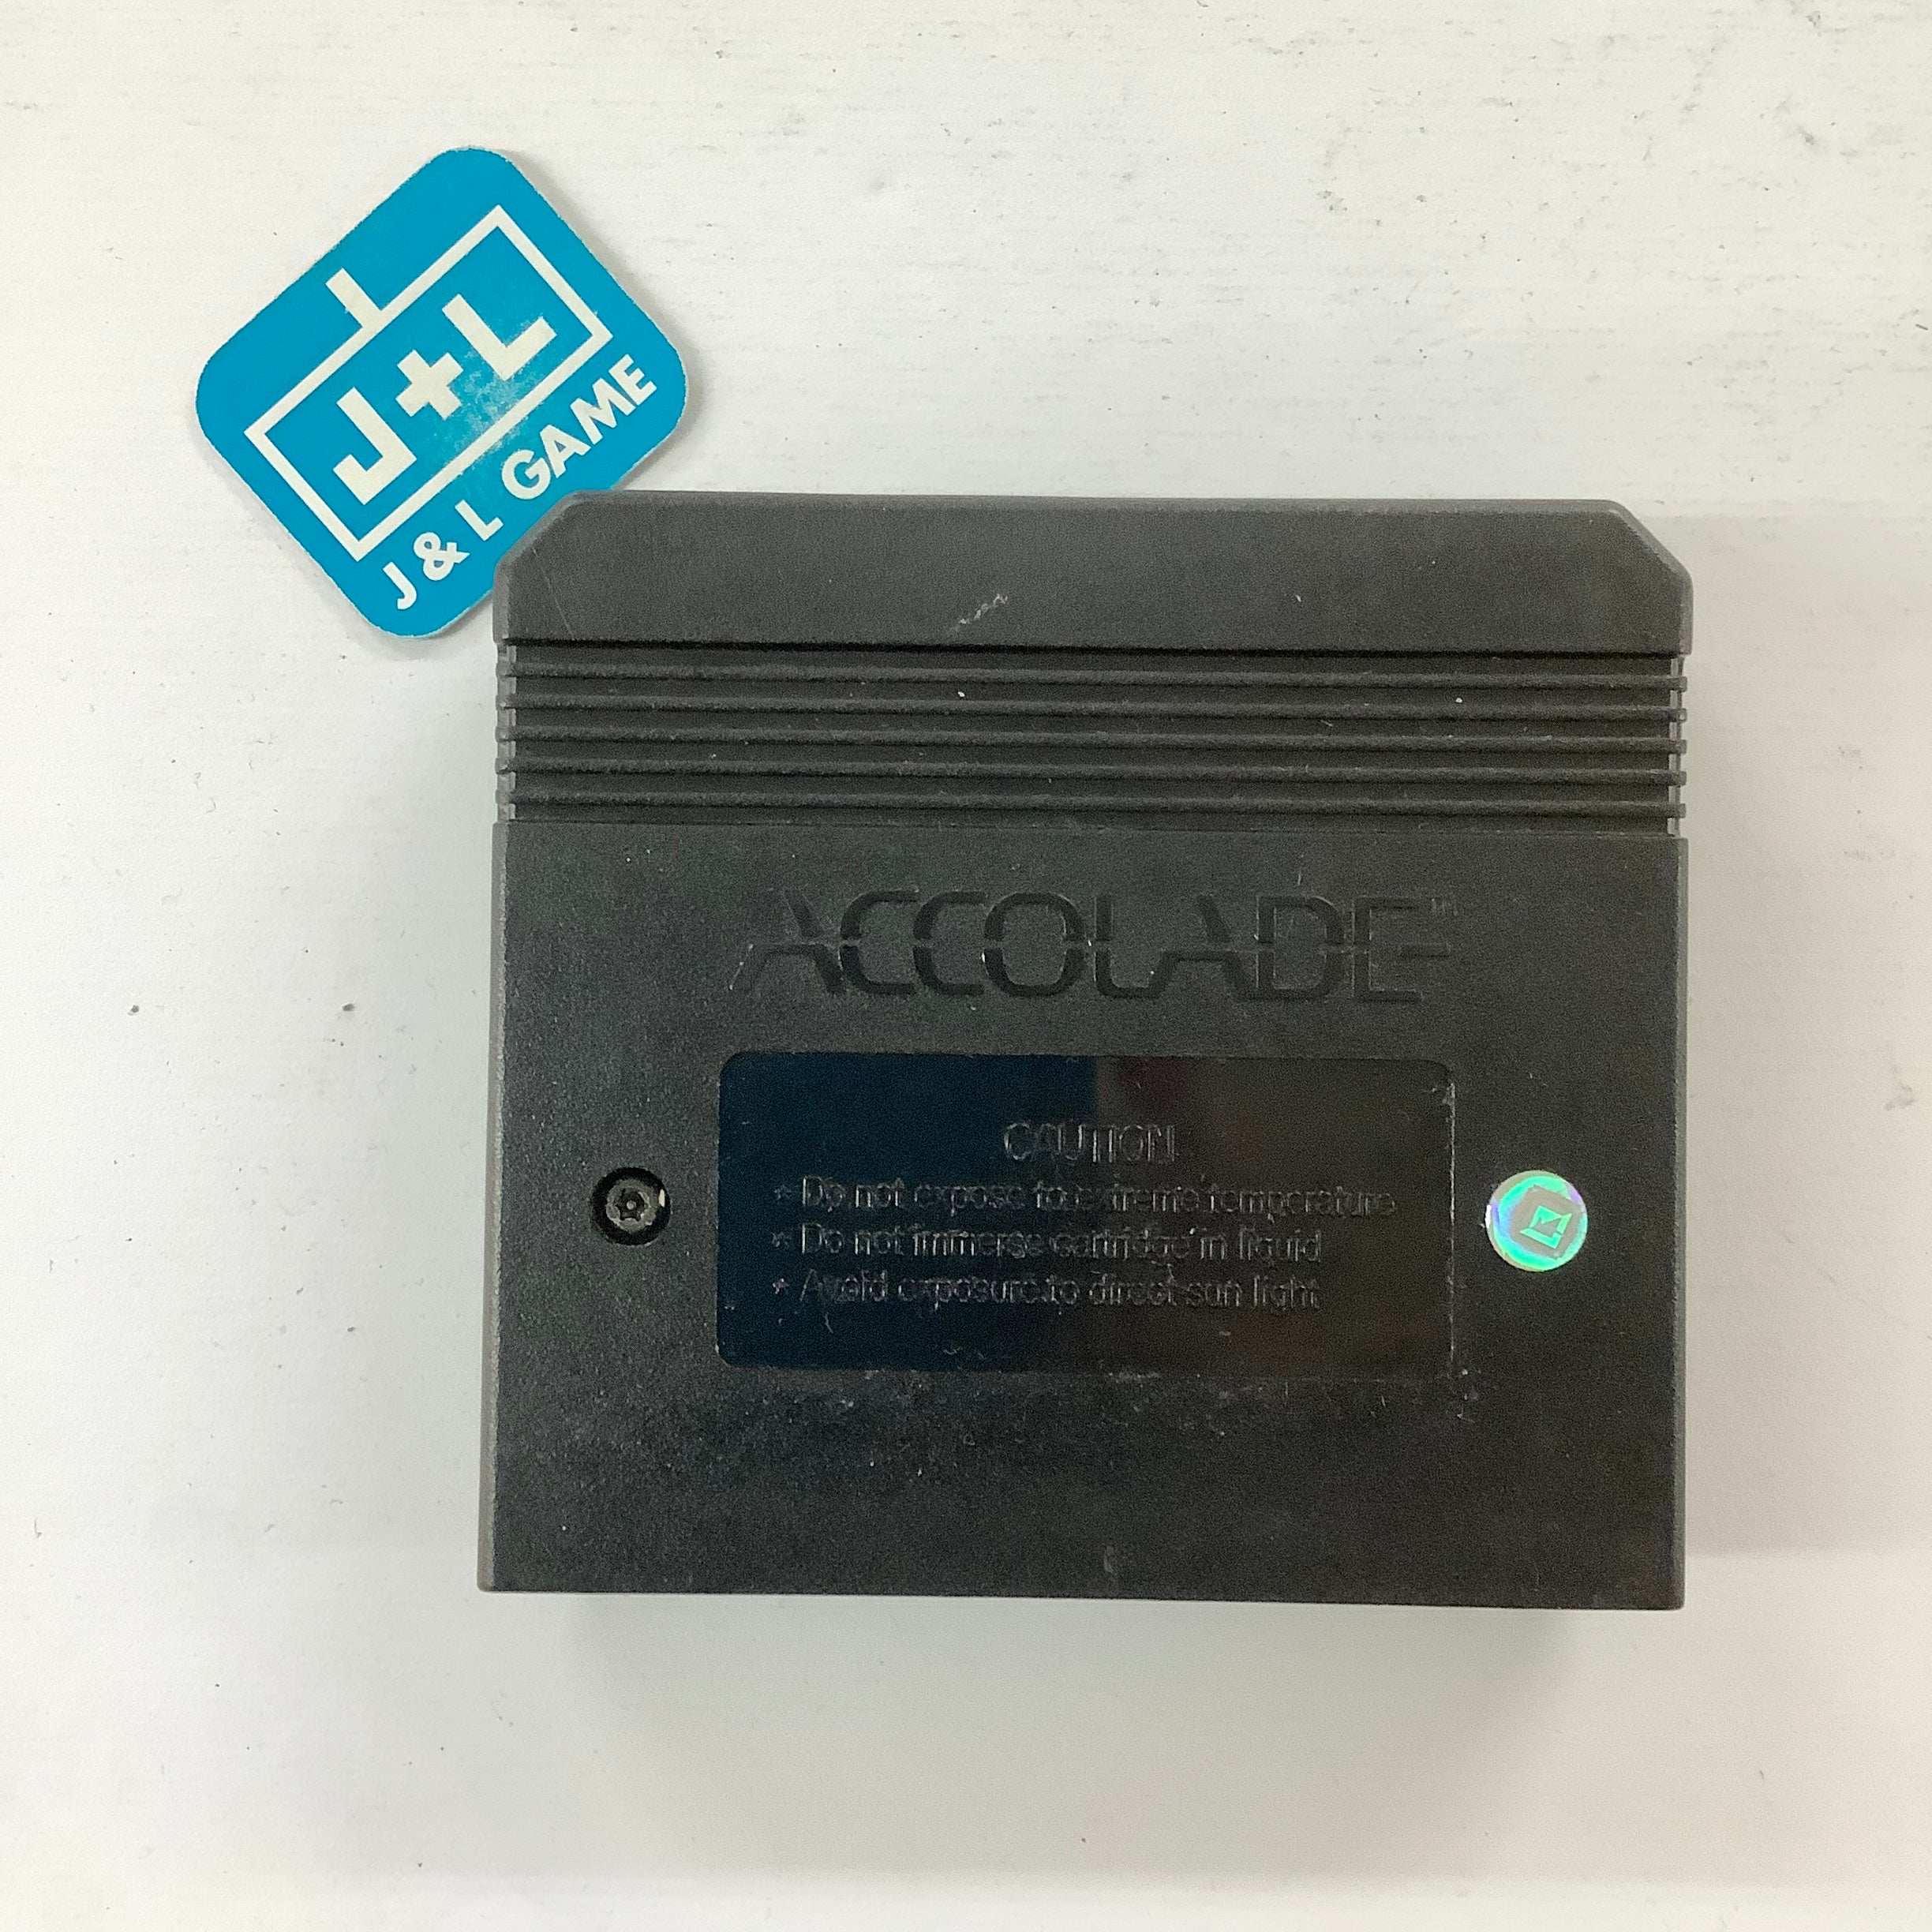 J+L
J & L GAME
ACCOLADE™
CAUTION
* Do not expose to extreme temperature
* Do not immerse cartridge in liquid
* Avoid exposure to direct sun light